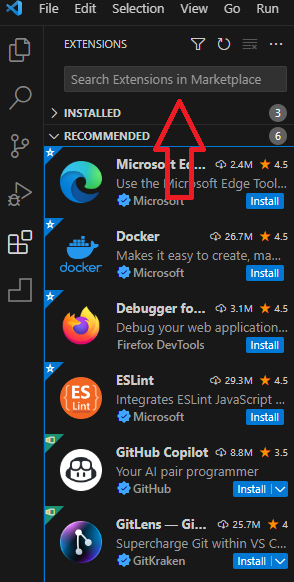 File Edit Selection View Go Run
EXTENSIONS
Search Extensions in Marketplace
INSTALLED 3
RECOMMENDED 6
Microsoft Ed... 2.4M 4.5
Use the Microsoft Edge Tool...
Microsoft Install
Docker 26.7M 4.5
Makes it easy to create, ma...
Microsoft Install
Debugger fo... 3.1M 4.5
Debug your web application...
Firefox DevTools Install
ES
Lint
ESLint 29.3M 4.5
Integrates ESLint JavaScript ...
Microsoft Install
GitHub Copilot 8.8M 3.5
Your AI pair programmer
GitHub Install
GitLens — Gi... 25.7M 4
Supercharge Git within VS C...
GitKraken Install
docker